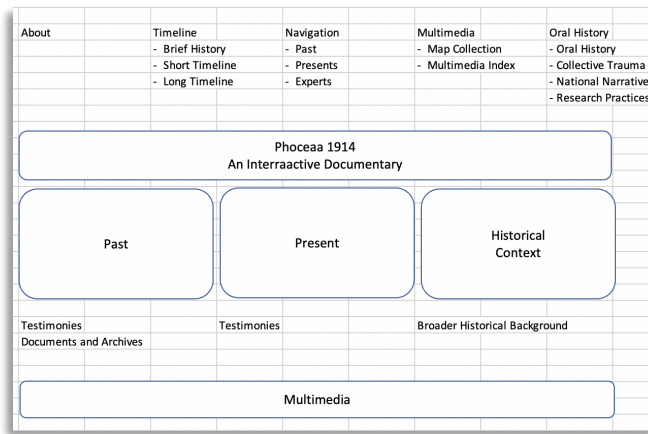 About
Timeline
- Brief History
- Short Timeline
- Long Timeline
Navigation
- Past
- Presents
- Experts
Multimedia
- Map Collection
- Multimedia Index
Oral History
- Oral History
- Collective Trauma
- National Narrative
- Research Practices
Phoceaa 1914
An Interraactive Documentary
Past
Present
Historical
Context
Testimonies
Documents and Archives
Testimonies
Broader Historical Background
Multimedia